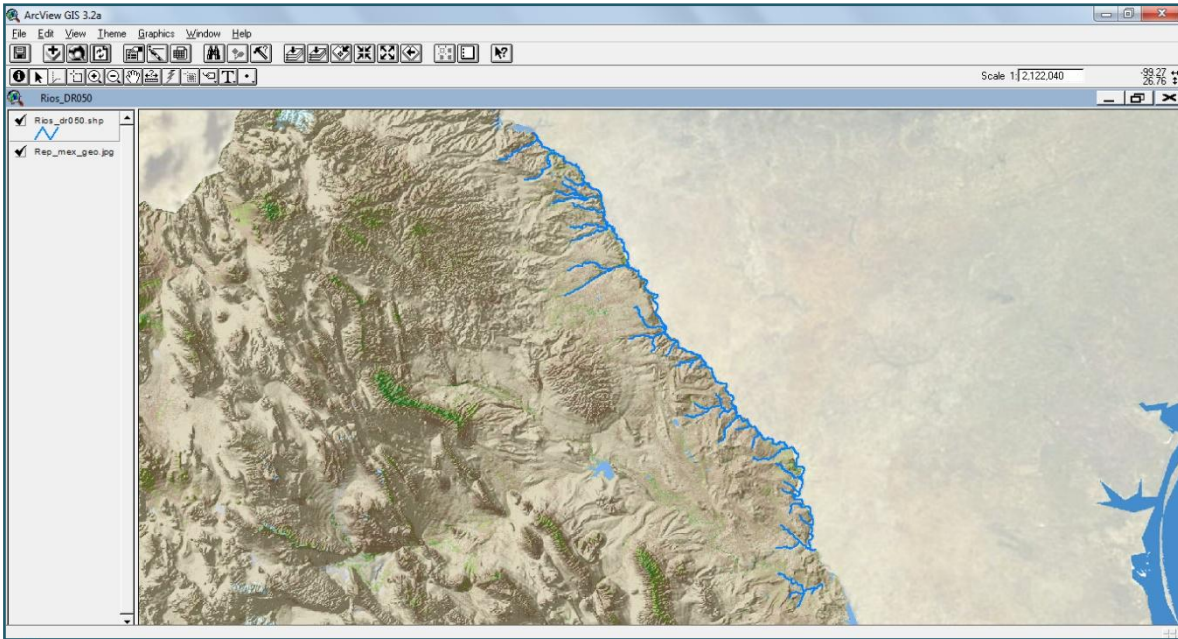 ArcView GIS 3.2a
File Edit View Theme Graphics Window Help
Scale 1: 2,122,040
-99.27
26.76
Rios_DR050
Rios_dr050.shp
Rep_mex_geo.jpg